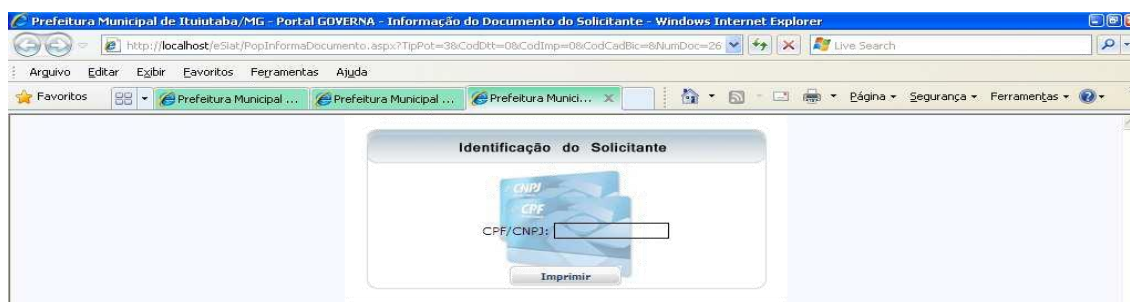 Prefeitura Municipal de Ituiutaba/MG - Portal GOVERNA - Informação do Documento do Solicitante - Windows Internet Explorer
http://localhost/eSiat/PopInformaDocumento.aspx?TipPot=3&CodDtt=0&CodImp=0&CodCadBic=8&NumDoc=26 Live Search
Arquivo Editar Exibir Favoritos Ferramentas Ajuda
Favoritos Prefeitura Municipal ... Prefeitura Municipal ... Prefeitura Munici... Página Segurança Ferramentas
Identificação do Solicitante
CNPJ
CPF
CPF/CNPJ:
Imprimir